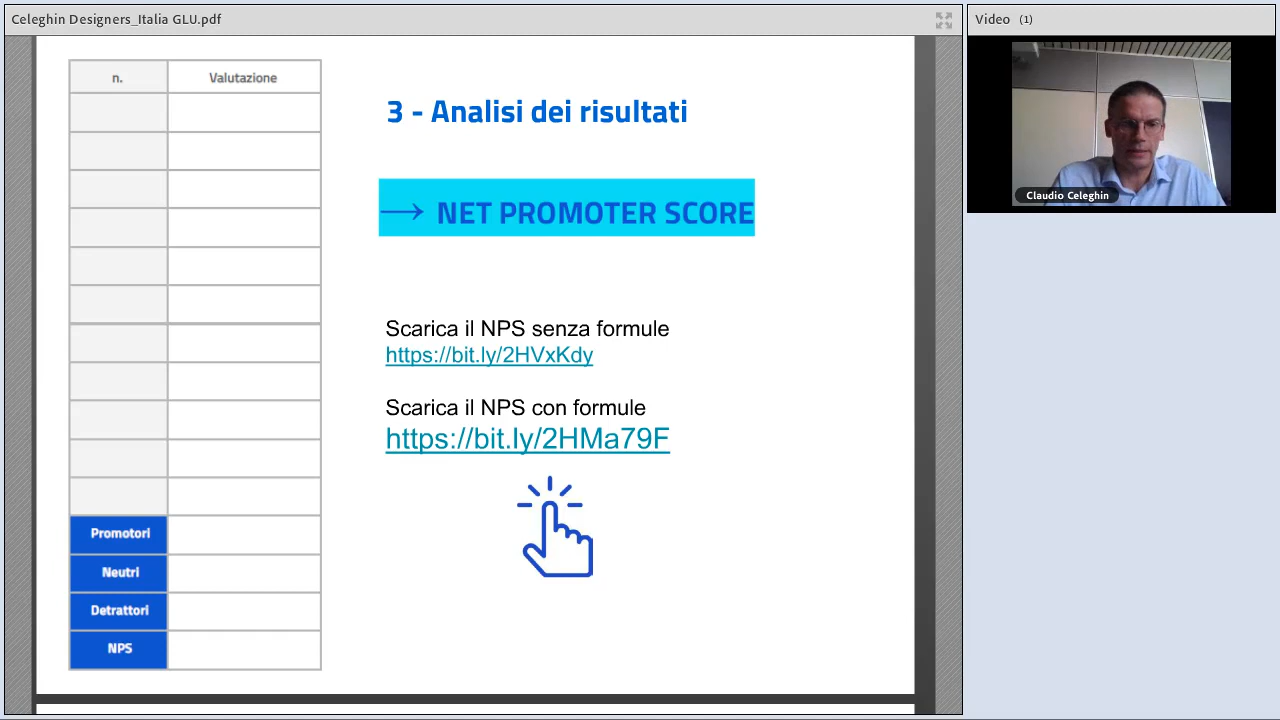 Celeghin Designers_Italia GLU.pdf
Video (1)
Claudio Celeghin
n. Valutazione
Promotori
Neutri
Detrattori
NPS
3 - Analisi dei risultati
→ NET PROMOTER SCORE
Scarica il NPS senza formule
https://bit.ly/2HVxKdy
Scarica il NPS con formule
https://bit.ly/2HMa79F